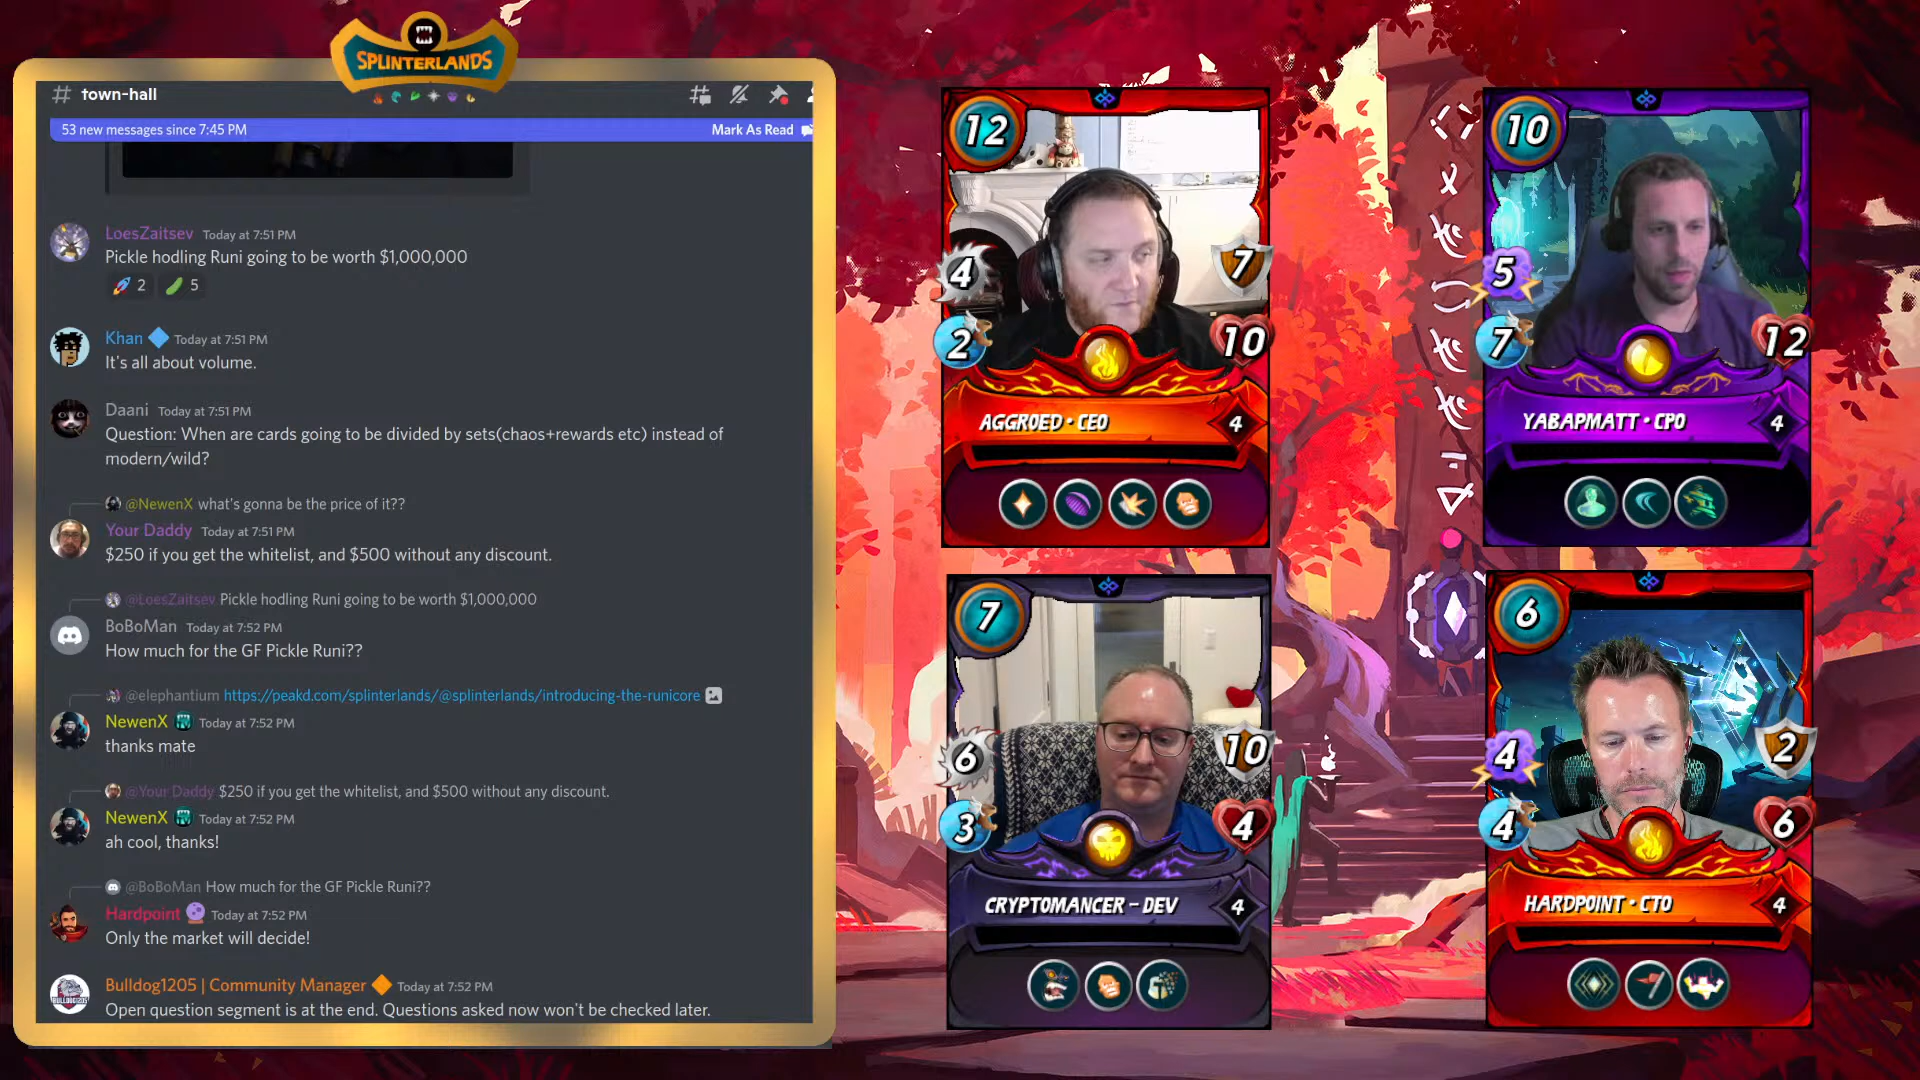 SPLINTERLANDS
# town-hall
53 new messages since 7:45 PM Mark As Read
LoesZaitsev Today at 7:51 PM
Pickle hodling Runi going to be worth $1,000,000
2 5
Khan Today at 7:51 PM
It's all about volume.
Daani Today at 7:51 PM
Question: When are cards going to be divided by sets(chaos+rewards etc) instead of
modern/wild?
@NewenX what's gonna be the price of it??
Your Daddy Today at 7:51 PM
$250 if you get the whitelist, and $500 without any discount.
@LoesZaitsev Pickle hodling Runi going to be worth $1,000,000
BoBoMan Today at 7:52 PM
How much for the GF Pickle Runi??
@elephantium https://peakd.com/splinterlands/@splinterlands/introducing-the-runicore
NewenX Today at 7:52 PM
thanks mate
@Your Daddy $250 if you get the whitelist, and $500 without any discount.
NewenX Today at 7:52 PM
ah cool, thanks!
@BoBoMan How much for the GF Pickle Runi??
Hardpoint Today at 7:52 PM
Only the market will decide!
Bulldog1205 | Community Manager Today at 7:52 PM
Open question segment is at the end. Questions asked now won't be checked later.
12
4 7
2 10
AGGROED • CEO 4
10
5
7 12
YABAPMATT • CPO 4
7
6 10
3 4
CRYPTOMANCER - DEV 4
6
4 2
4 6
HARDPOINT • CTO 4